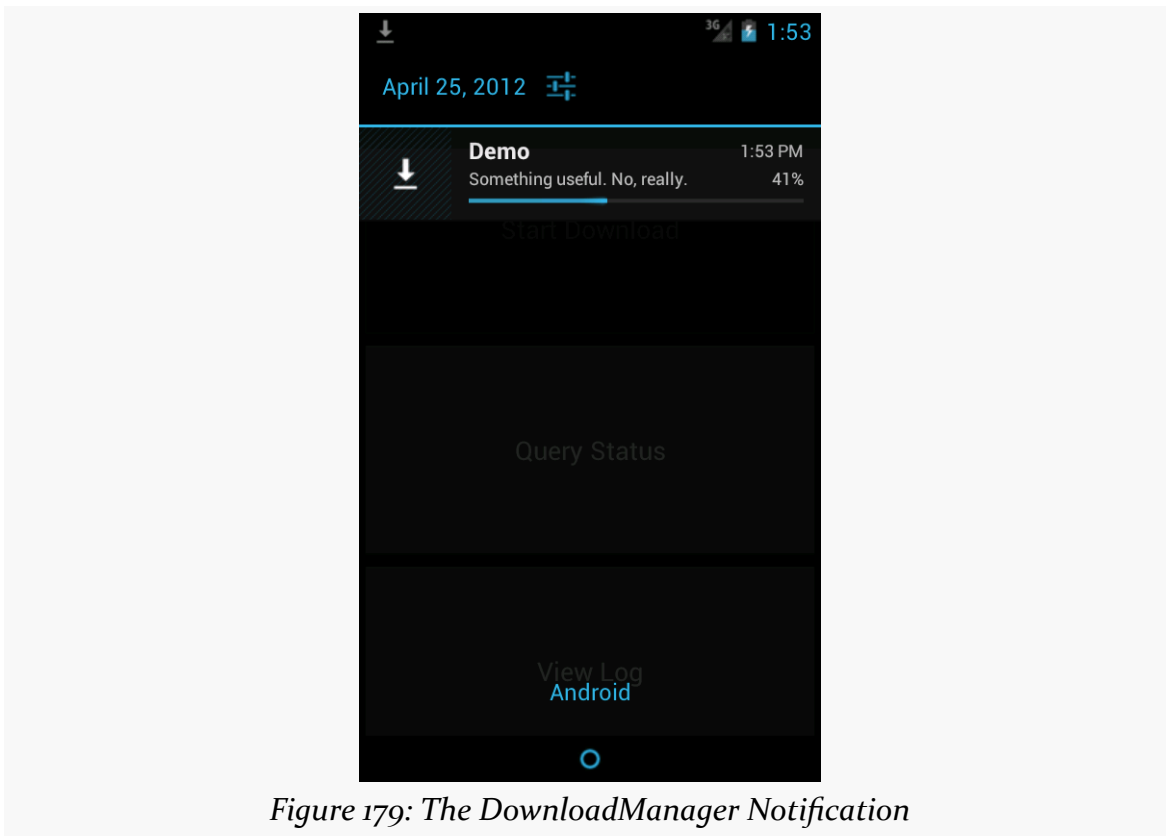 3G 1:53
April 25, 2012
Demo 1:53 PM
Something useful. No, really. 41%
Start Download
Query Status
View Log
Android
Figure 179: The DownloadManager Notification